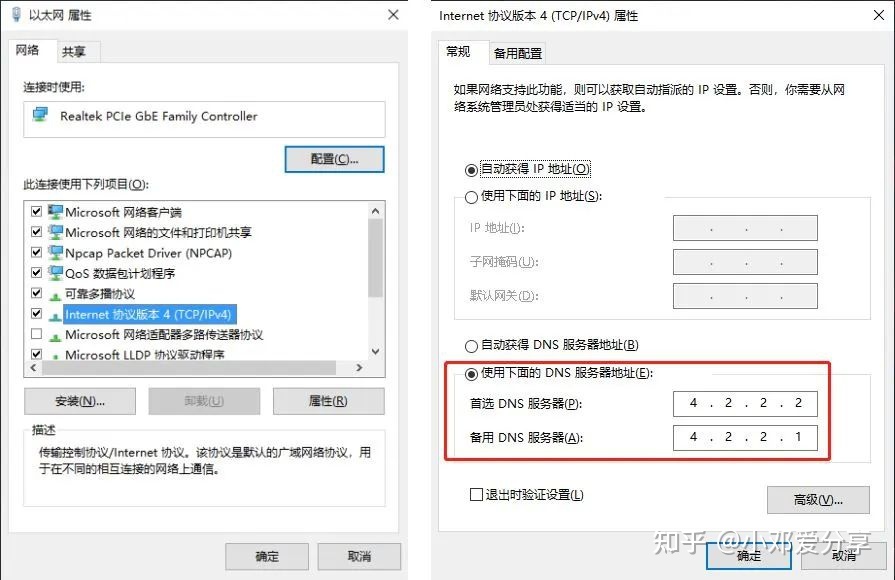 以太网 属性
网络
共享
连接时使用:
Realtek PCIe GbE Family Controller
配置(C)...
此连接使用下列项目(O):
Microsoft 网络客户端
Microsoft 网络的文件和打印机共享
Npcap Packet Driver (NPCAP)
QoS 数据包计划程序
可靠多播协议
Internet 协议版本 4 (TCP/IPv4)
Microsoft 网络适配器多路传送器协议
Microsoft LLDP 协议驱动程序
安装(N)...
卸载(U)
属性(R)
描述
传输控制协议/Internet 协议。该协议是默认的广域网络协议，用
于在不同的相互连接的网络上通信。
确定
取消
Internet 协议版本 4 (TCP/IPv4) 属性
常规
备用配置
如果网络支持此功能，则可以获取自动指派的 IP 设置。否则，你需要从网
络系统管理员处获得适当的 IP 设置。
自动获得 IP 地址(O)
使用下面的 IP 地址(S):
IP 地址(I):
子网掩码(U):
默认网关(D):
自动获得 DNS 服务器地址(B)
使用下面的 DNS 服务器地址(E):
首选 DNS 服务器(P):
4 . 2 . 2 . 2
备用 DNS 服务器(A):
4 . 2 . 2 . 1
退出时验证设置(L)
高级(V)...
知乎 @小邓爱分享
确定
取消